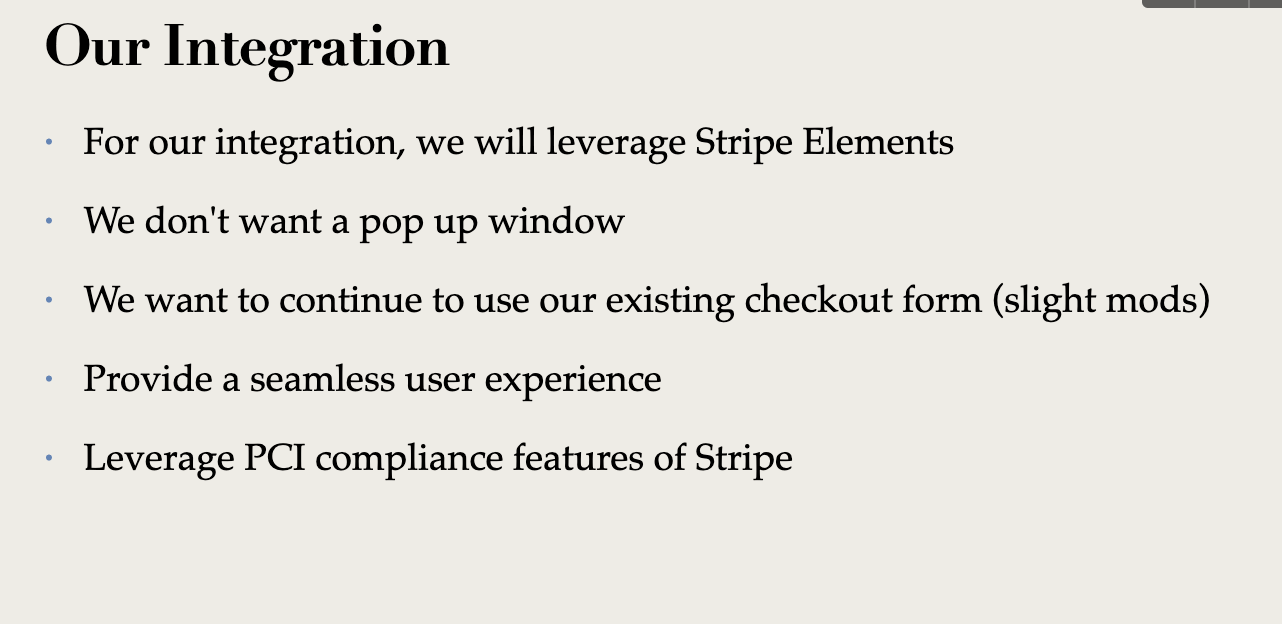 Our Integration
• For our integration, we will leverage Stripe Elements
• We don't want a pop up window
• We want to continue to use our existing checkout form (slight mods)
• Provide a seamless user experience
• Leverage PCI compliance features of Stripe